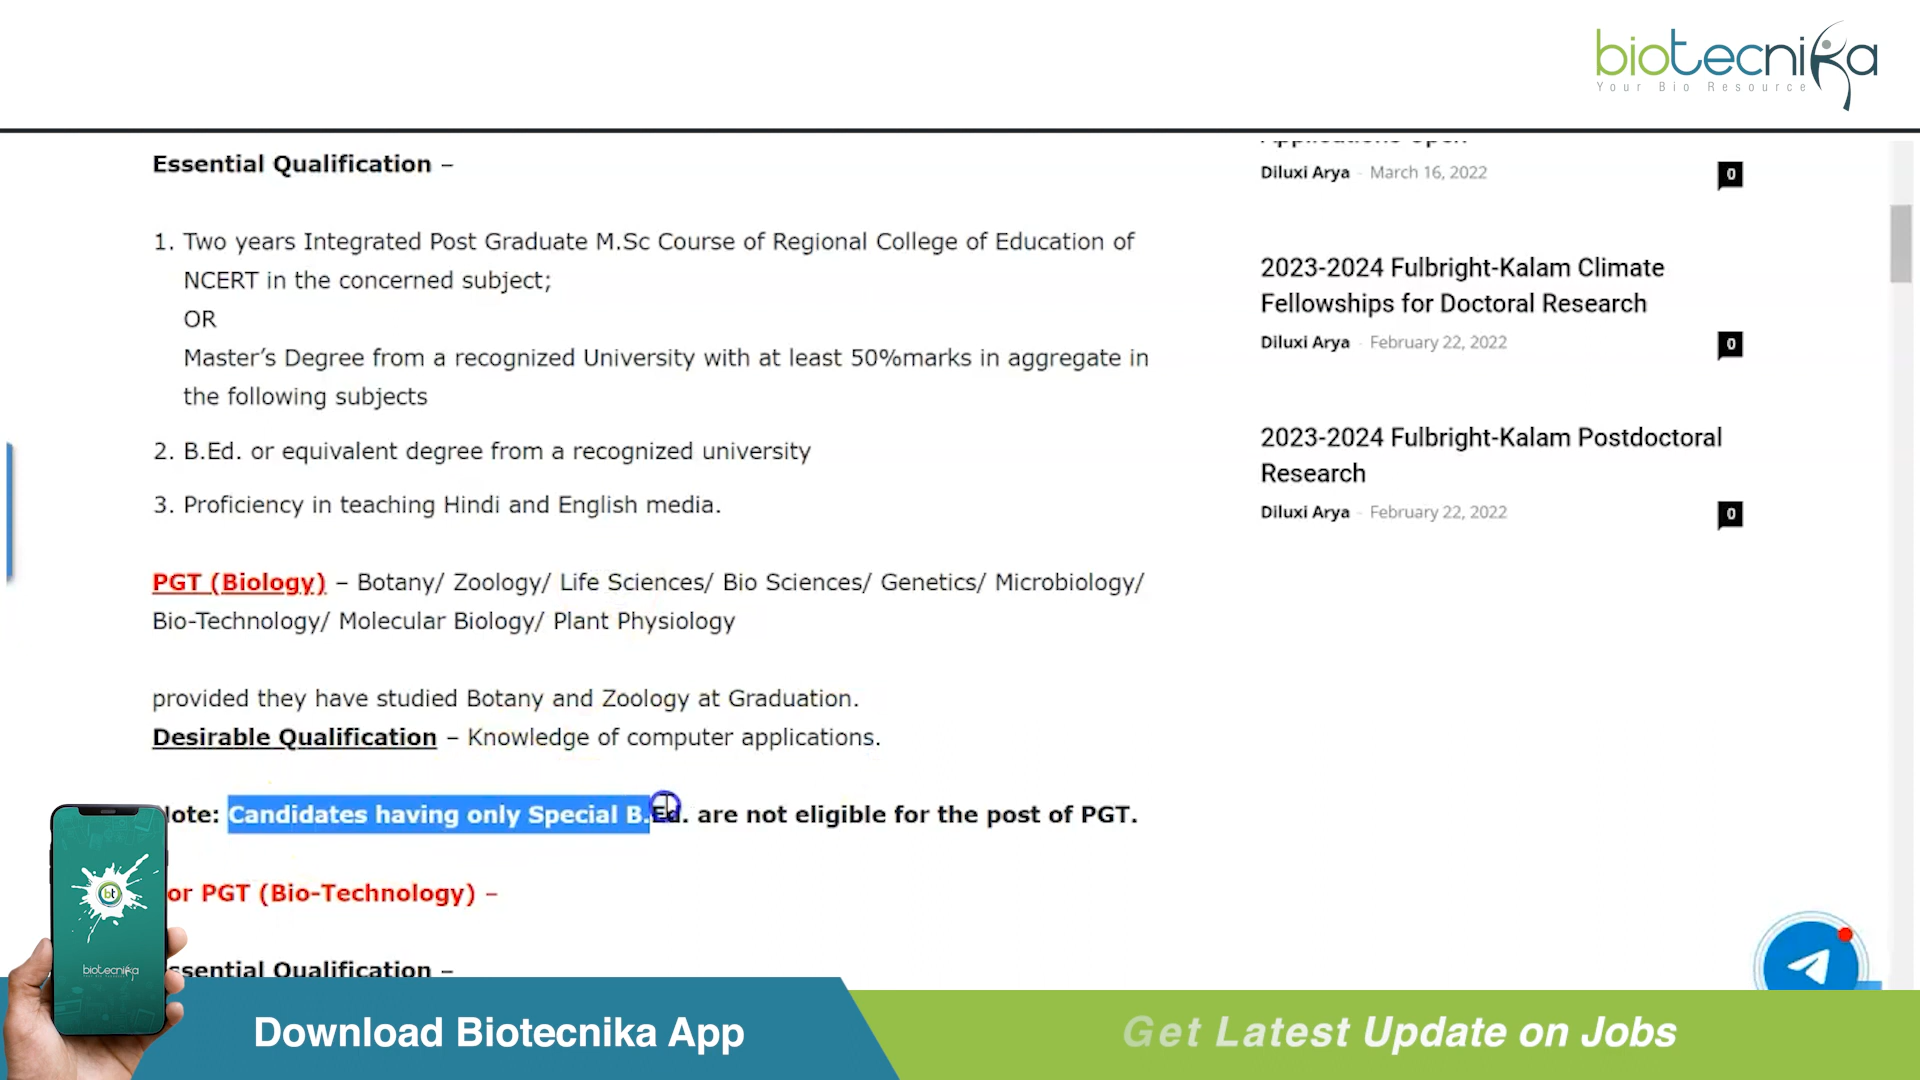 biotecnika
Your Bio Resource
Essential Qualification –
1. Two years Integrated Post Graduate M.Sc Course of Regional College of Education of
NCERT in the concerned subject;
OR
Master’s Degree from a recognized University with at least 50%marks in aggregate in
the following subjects
2. B.Ed. or equivalent degree from a recognized university
3. Proficiency in teaching Hindi and English media.
PGT (Biology) – Botany/ Zoology/ Life Sciences/ Bio Sciences/ Genetics/ Microbiology/
Bio-Technology/ Molecular Biology/ Plant Physiology
provided they have studied Botany and Zoology at Graduation.
Desirable Qualification – Knowledge of computer applications.
Note: Candidates having only Special B.Ed. are not eligible for the post of PGT.
or PGT (Bio-Technology) –
ssential Qualification –
Applications Open
Diluxi Arya - March 16, 2022
0
2023-2024 Fulbright-Kalam Climate
Fellowships for Doctoral Research
Diluxi Arya - February 22, 2022
0
2023-2024 Fulbright-Kalam Postdoctoral
Research
Diluxi Arya - February 22, 2022
0
bt
biotecnika
Download Biotecnika App
Get Latest Update on Jobs